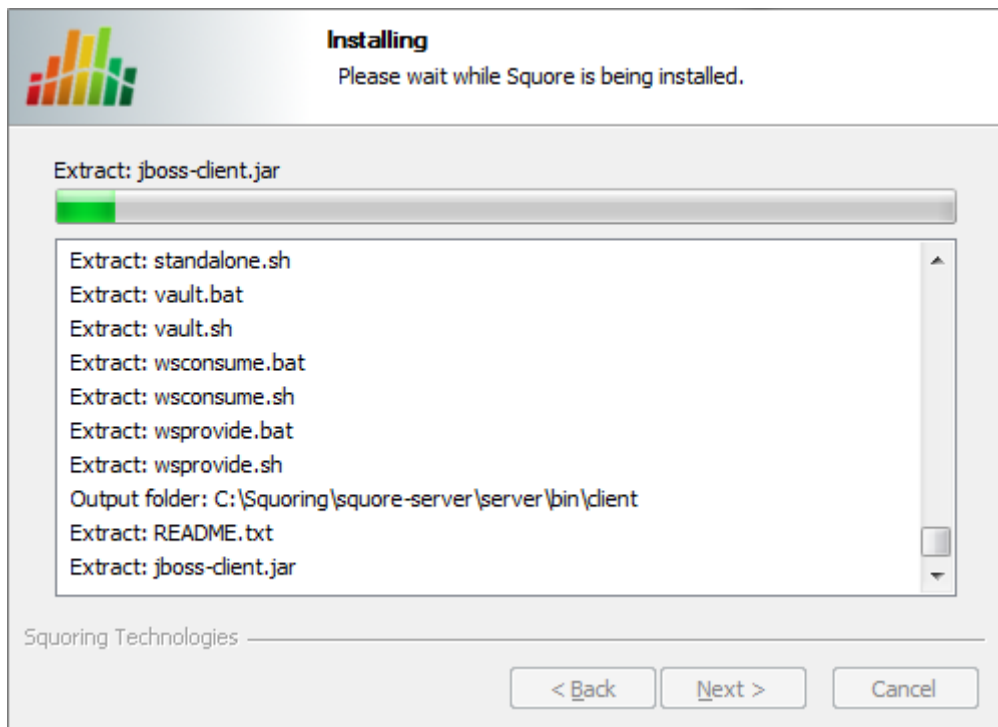 Installing
Please wait while Squore is being installed.
Extract: jboss-client.jar
Extract: standalone.sh
Extract: vault.bat
Extract: vault.sh
Extract: wsconsume.bat
Extract: wsconsume.sh
Extract: wsprovide.bat
Extract: wsprovide.sh
Output folder: C:\Squoring\squore-server\server\bin\client
Extract: README.txt
Extract: jboss-client.jar
Squoring Technologies
< Back Next > Cancel